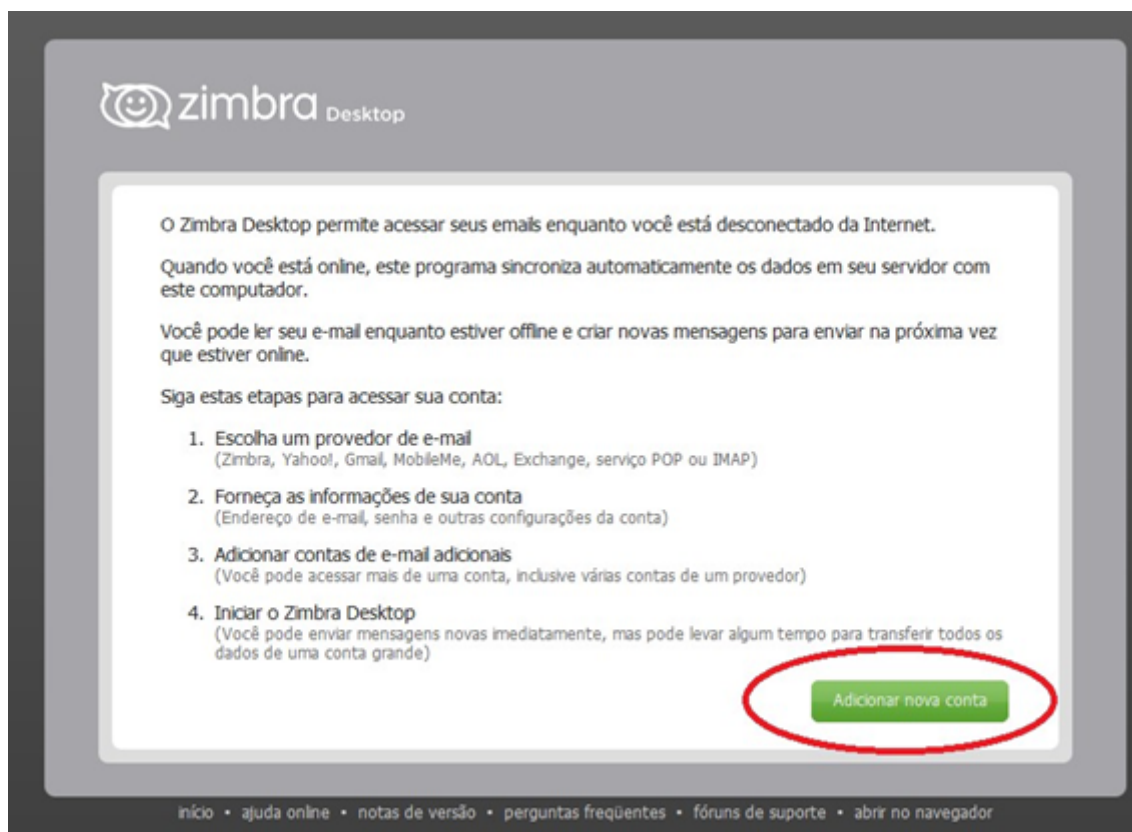 zimbra Desktop
O Zimbra Desktop permite acessar seus emails enquanto você está desconectado da Internet.
Quando você está online, este programa sincroniza automaticamente os dados em seu servidor com
este computador.
Você pode ler seu e-mail enquanto estiver offline e criar novas mensagens para enviar na próxima vez
que estiver online.
Siga estas etapas para acessar sua conta:
1. Escolha um provedor de e-mail
(Zimbra, Yahoo!, Gmail, MobileMe, AOL, Exchange, serviço POP ou IMAP)
2. Forneça as informações de sua conta
(Endereço de e-mail, senha e outras configurações da conta)
3. Adicionar contas de e-mail adicionais
(Você pode acessar mais de uma conta, inclusive várias contas de um provedor)
4. Iniciar o Zimbra Desktop
(Você pode enviar mensagens novas imediatamente, mas pode levar algum tempo para transferir todos os
dados de uma conta grande)
Adicionar nova conta
início • ajuda online • notas de versão • perguntas freqüentes • fóruns de suporte • abrir no navegador